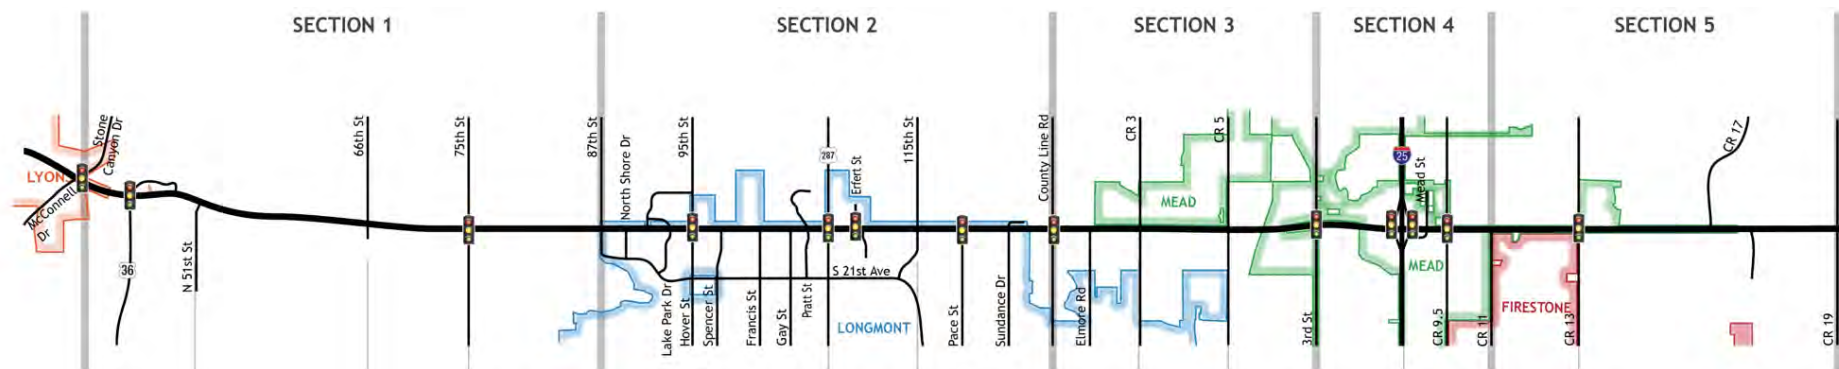 SECTION 1
SECTION 2
SECTION 3
SECTION 4
SECTION 5
LYONS
McConnell
Dr
Stone
Canyon Dr
36
N 51st St
66th St
75th St
87th St
North Shore Dr
Lake Park Dr
95th St
Hover St
Spencer St
Francis St
Gay St
Pratt St
287
Erfert St
S 21st Ave
LONGMONT
115th St
Pace St
Sundance Dr
County Line Rd
Elmore Rd
CR 3
MEAD
CR 5
3rd St
25
Mead St
MEAD
CR 9.5
CR 11
FIRESTONE
CR 13
CR 17
CR 19